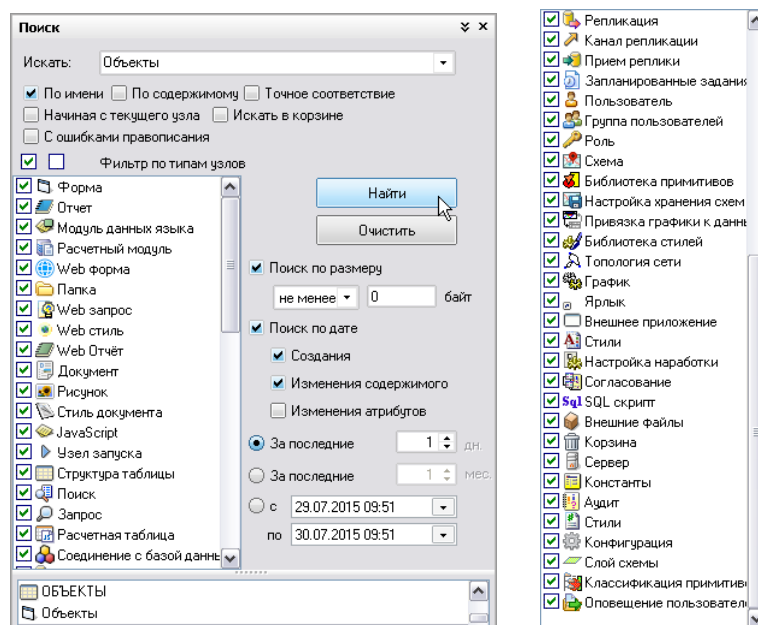 Поиск
Искать: Объекты
По имени По содержимому Точное соответствие
Начиная с текущего узла Искать в корзине
С ошибками правописания
Фильтр по типам узлов
Форма
Отчет
Модуль данных языка
Расчетный модуль
Web форма
Папка
Web запрос
Web стиль
Web Отчёт
Документ
Рисунок
Стиль документа
JavaScript
Узел запуска
Структура таблицы
Поиск
Запрос
Расчетная таблица
Соединение с базой данн
Найти
Очистить
Поиск по размеру
не менее 0 байт
Поиск по дате
Создания
Изменения содержимого
Изменения атрибутов
За последние 1 дн.
За последние 1 мес.
с 29.07.2015 09:51
по 30.07.2015 09:51
ОБЪЕКТЫ
Объекты
Репликация
Канал репликации
Прием реплики
Запланированные задания
Пользователь
Группа пользователей
Роль
Схема
Библиотека примитивов
Настройка хранения схем
Привязка графики к данн
Библиотека стилей
Топология сети
График
Ярлык
Внешнее приложение
Стили
Настройка наработки
Согласование
Sql SQL скрипт
Внешние файлы
Корзина
Сервер
Константы
Аудит
Стили
Конфигурация
Слой схемы
Классификация примитив
Оповещение пользовател